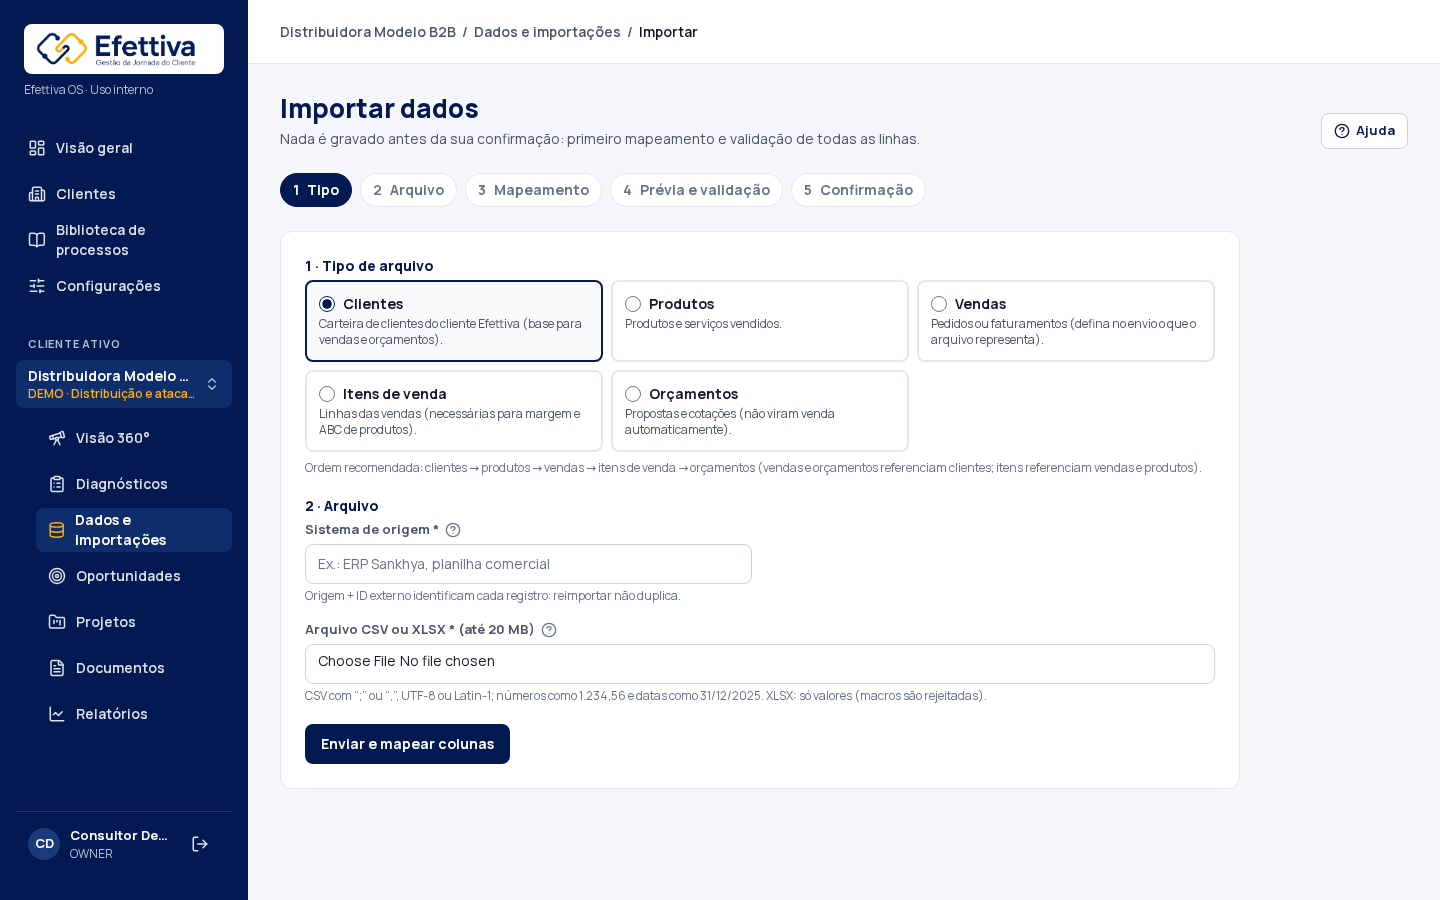 Efettiva
Gestão da Jornada do Cliente
Efettiva OS · Uso interno
Visão geral
Clientes
Biblioteca de
processos
Configurações
CLIENTE ATIVO
Distribuidora Modelo ...
DEMO · Distribuição e ataca...
Visão 360°
Diagnósticos
Dados e
importações
Oportunidades
Projetos
Documentos
Relatórios
CD
Consultor De...
OWNER
Distribuidora Modelo B2B / Dados e importações / Importar
Importar dados
Nada é gravado antes da sua confirmação: primeiro mapeamento e validação de todas as linhas.
Ajuda
1 Tipo
2 Arquivo
3 Mapeamento
4 Prévia e validação
5 Confirmação
1 · Tipo de arquivo
Clientes
Carteira de clientes do cliente Efettiva (base para
vendas e orçamentos).
Produtos
Produtos e serviços vendidos.
Vendas
Pedidos ou faturamentos (defina no envio o que o
arquivo representa).
Itens de venda
Linhas das vendas (necessárias para margem e
ABC de produtos).
Orçamentos
Propostas e cotações (não viram venda
automaticamente).
Ordem recomendada: clientes → produtos → vendas → itens de venda → orçamentos (vendas e orçamentos referenciam clientes; itens referenciam vendas e produtos).
2 · Arquivo
Sistema de origem *
Ex.: ERP Sankhya, planilha comercial
Origem + ID externo identificam cada registro: reimportar não duplica.
Arquivo CSV ou XLSX * (até 20 MB)
Choose File No file chosen
CSV com “;” ou “,”, UTF-8 ou Latin-1; números como 1.234,56 e datas como 31/12/2025. XLSX: só valores (macros são rejeitadas).
Enviar e mapear colunas